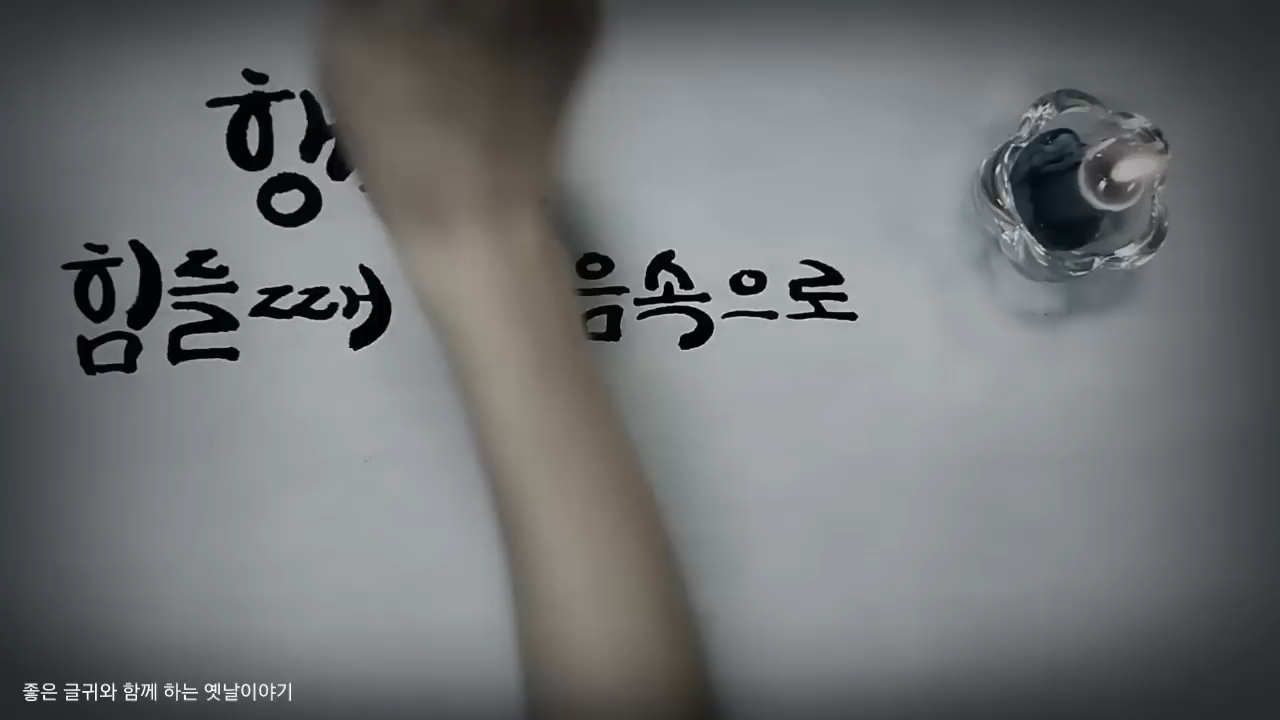 힘들때 음속으로
좋은 글귀와 함께 하는 옛날이야기